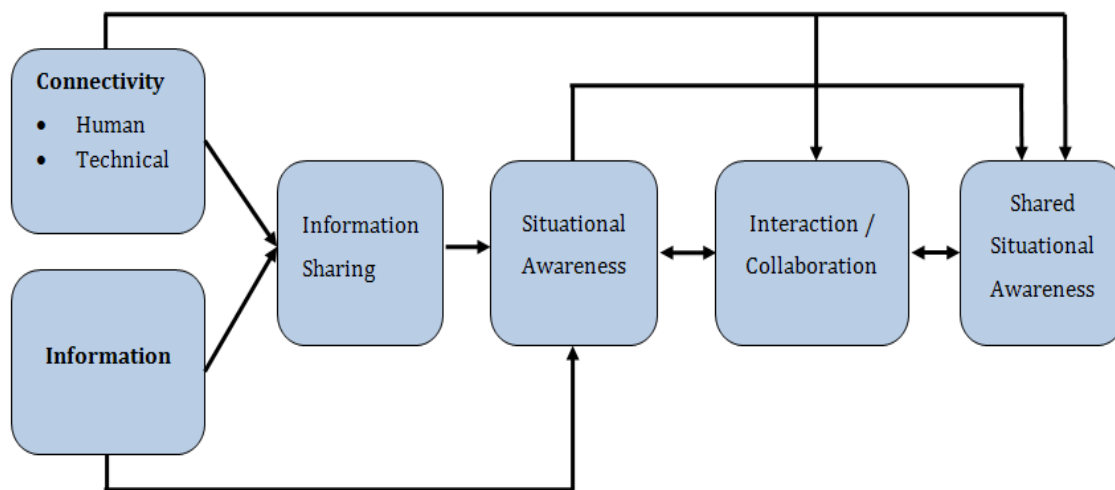 Connectivity
• Human
• Technical
Information
Information
Sharing
Situational
Awareness
Interaction /
Collaboration
Shared
Situational
Awareness